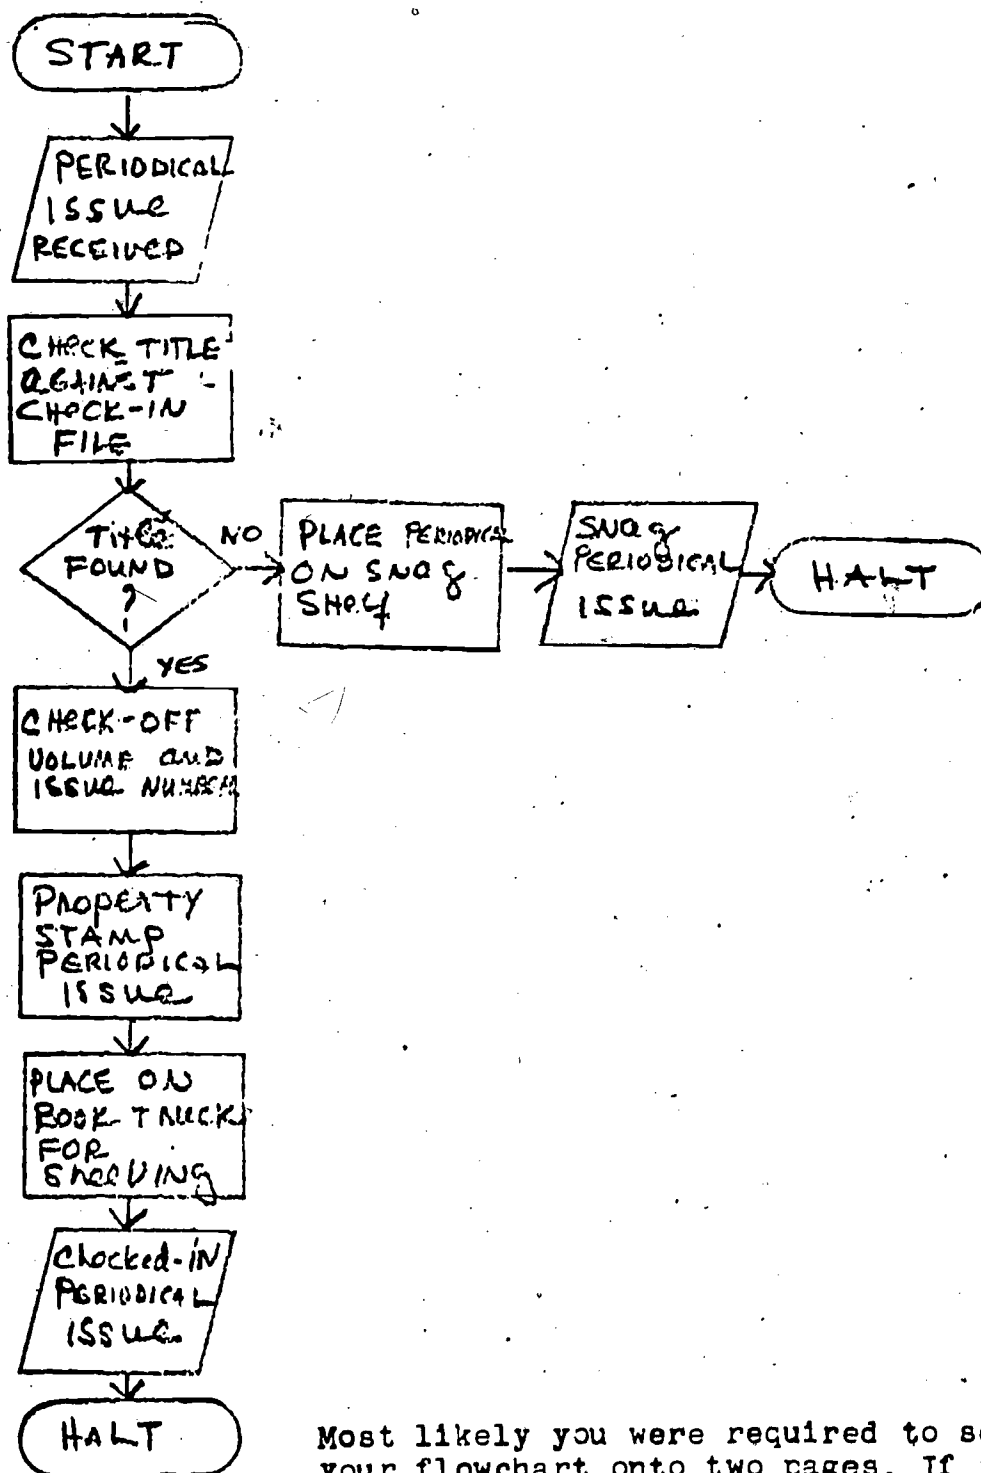 START
PERIODICAL
ISSUE
RECEIVED
CHECK TITLE
AGAINST
CHECK-IN
FILE
TITLE
FOUND
?
NO
PLACE PERIODICAL
ON SNAG
SHELF
SNAG
PERIODICAL
ISSUE
HALT
YES
CHECK-OFF
VOLUME AND
ISSUE NUMBER
PROPERTY
STAMP
PERIODICAL
ISSUE
PLACE ON
BOOK TRUCK
FOR
SHELVING
Checked-IN
PERIODICAL
ISSUE
HALT
Most likely you were required to
your flowchart onto two pages. If